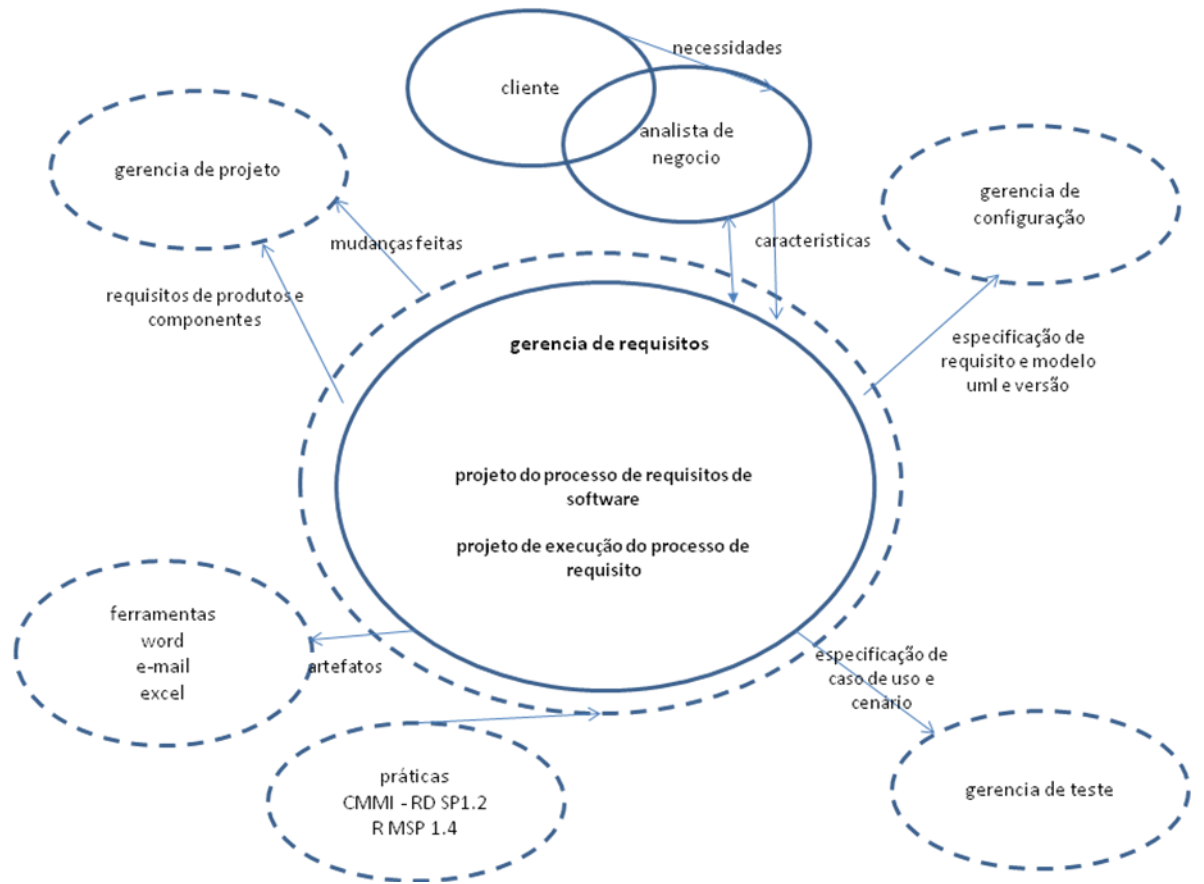 necessidades
cliente
analista de
negocio
gerencia de projeto
gerencia de
configuração
mudanças feitas
caracteristicas
requisitos de produtos e
componentes
gerencia de requisitos
especificação de
requisito e modelo
uml e versão
projeto do processo de requisitos de
software
projeto de execução do processo de
requisito
ferramentas
word
e-mail
excel
artefatos
especificação de
caso de uso e
cenário
práticas
CMMI - RD SP1.2
R MSP 1.4
gerencia de teste